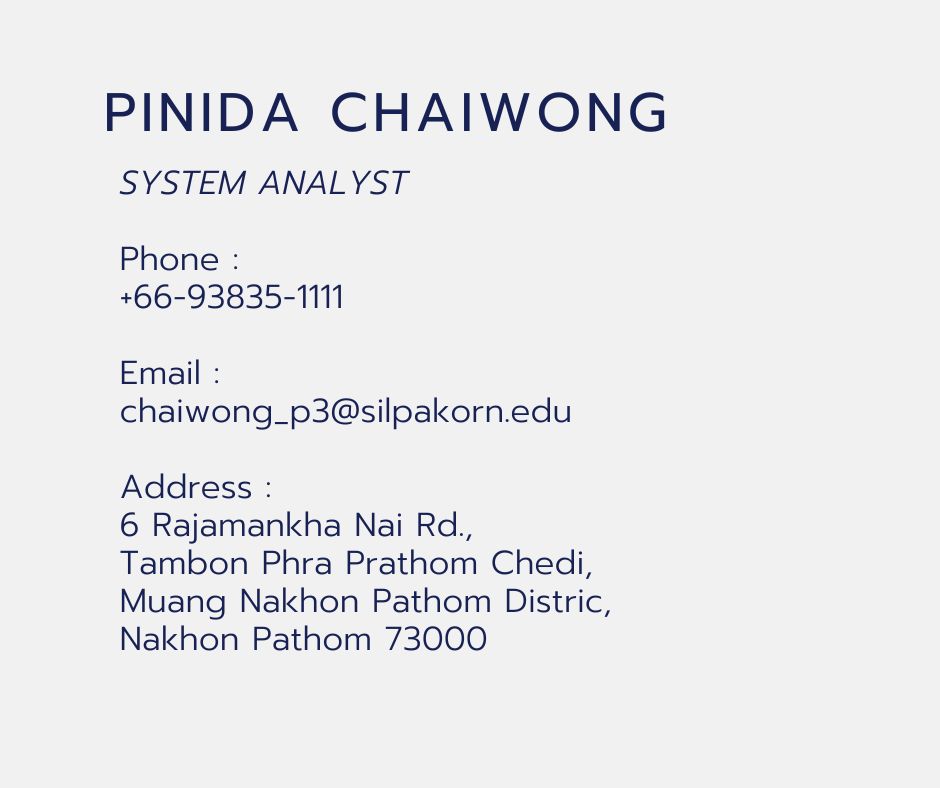 PINIDA CHAIWONG
SYSTEM ANALYST
Phone :
+66-93835-1111
Email :
chaiwong_p3@silpakorn.edu
Address :
6 Rajamankha Nai Rd.,
Tambon Phra Prathom Chedi,
Muang Nakhon Pathom Distric,
Nakhon Pathom 73000